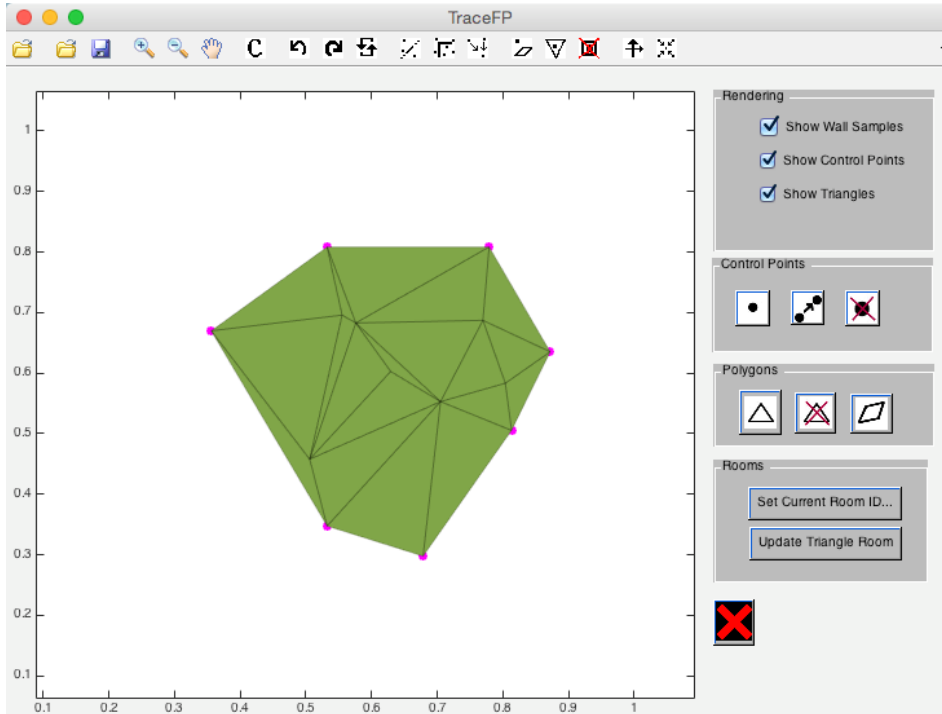 TraceFP
C
Rendering
Show Wall Samples
Show Control Points
Show Triangles
Control Points
Polygons
Rooms
Set Current Room ID...
Update Triangle Room
1
0.9
0.8
0.7
0.6
0.5
0.4
0.3
0.2
0.1
0.1 0.2 0.3 0.4 0.5 0.6 0.7 0.8 0.9 1